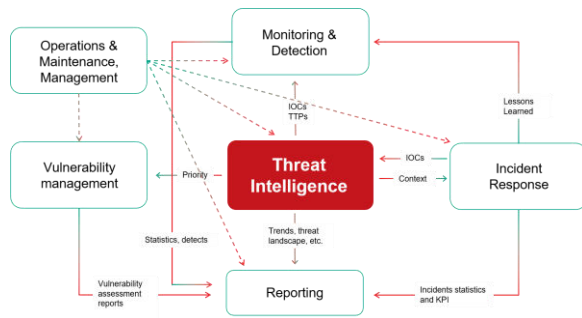 Operations &
Maintenance,
Management
Monitoring &
Detection
IOCs
TTPs
Lessons
Learned
Vulnerability
management
Priority
Threat
Intelligence
IOCs
Context
Incident
Response
Statistics, detects
Trends, threat
landscape, etc.
Vulnerability
assessment
reports
Reporting
Incidents statistics
and KPI